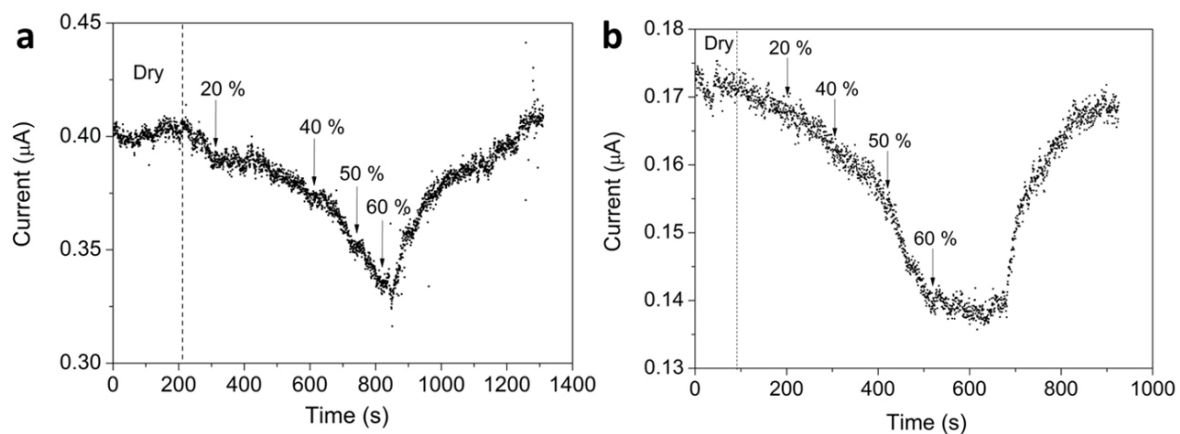 a
0.45
0.40
0.35
0.30
Current (μA)
Dry
20 %
40 %
50 %
60 %
0 200 400 600 800 1000 1200 1400
Time (s)
b
0.18
0.17
0.16
0.15
0.14
0.13
Current (μA)
Dry
20 %
40 %
50 %
60 %
0 200 400 600 800 1000
Time (s)